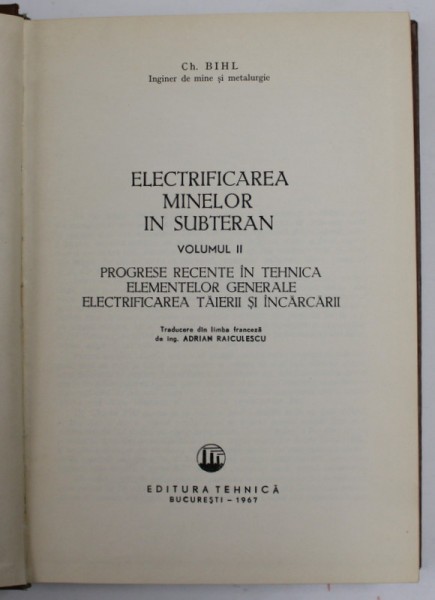 Ch. BIHL
Inginer de mine și metalurgie
ELECTRIFICAREA
MINELOR
IN SUBTERAN
VOLUMUL II
PROGRESE RECENTE ÎN TEHNICA
ELEMENTELOR GENERALE
ELECTRIFICAREA TĂIERII ȘI ÎNCĂRCĂRII
Traducere din limba franceză
de ing. ADRIAN RAICULESCU
EDITURA TEHNICĂ
BUCUREȘTI – 1967